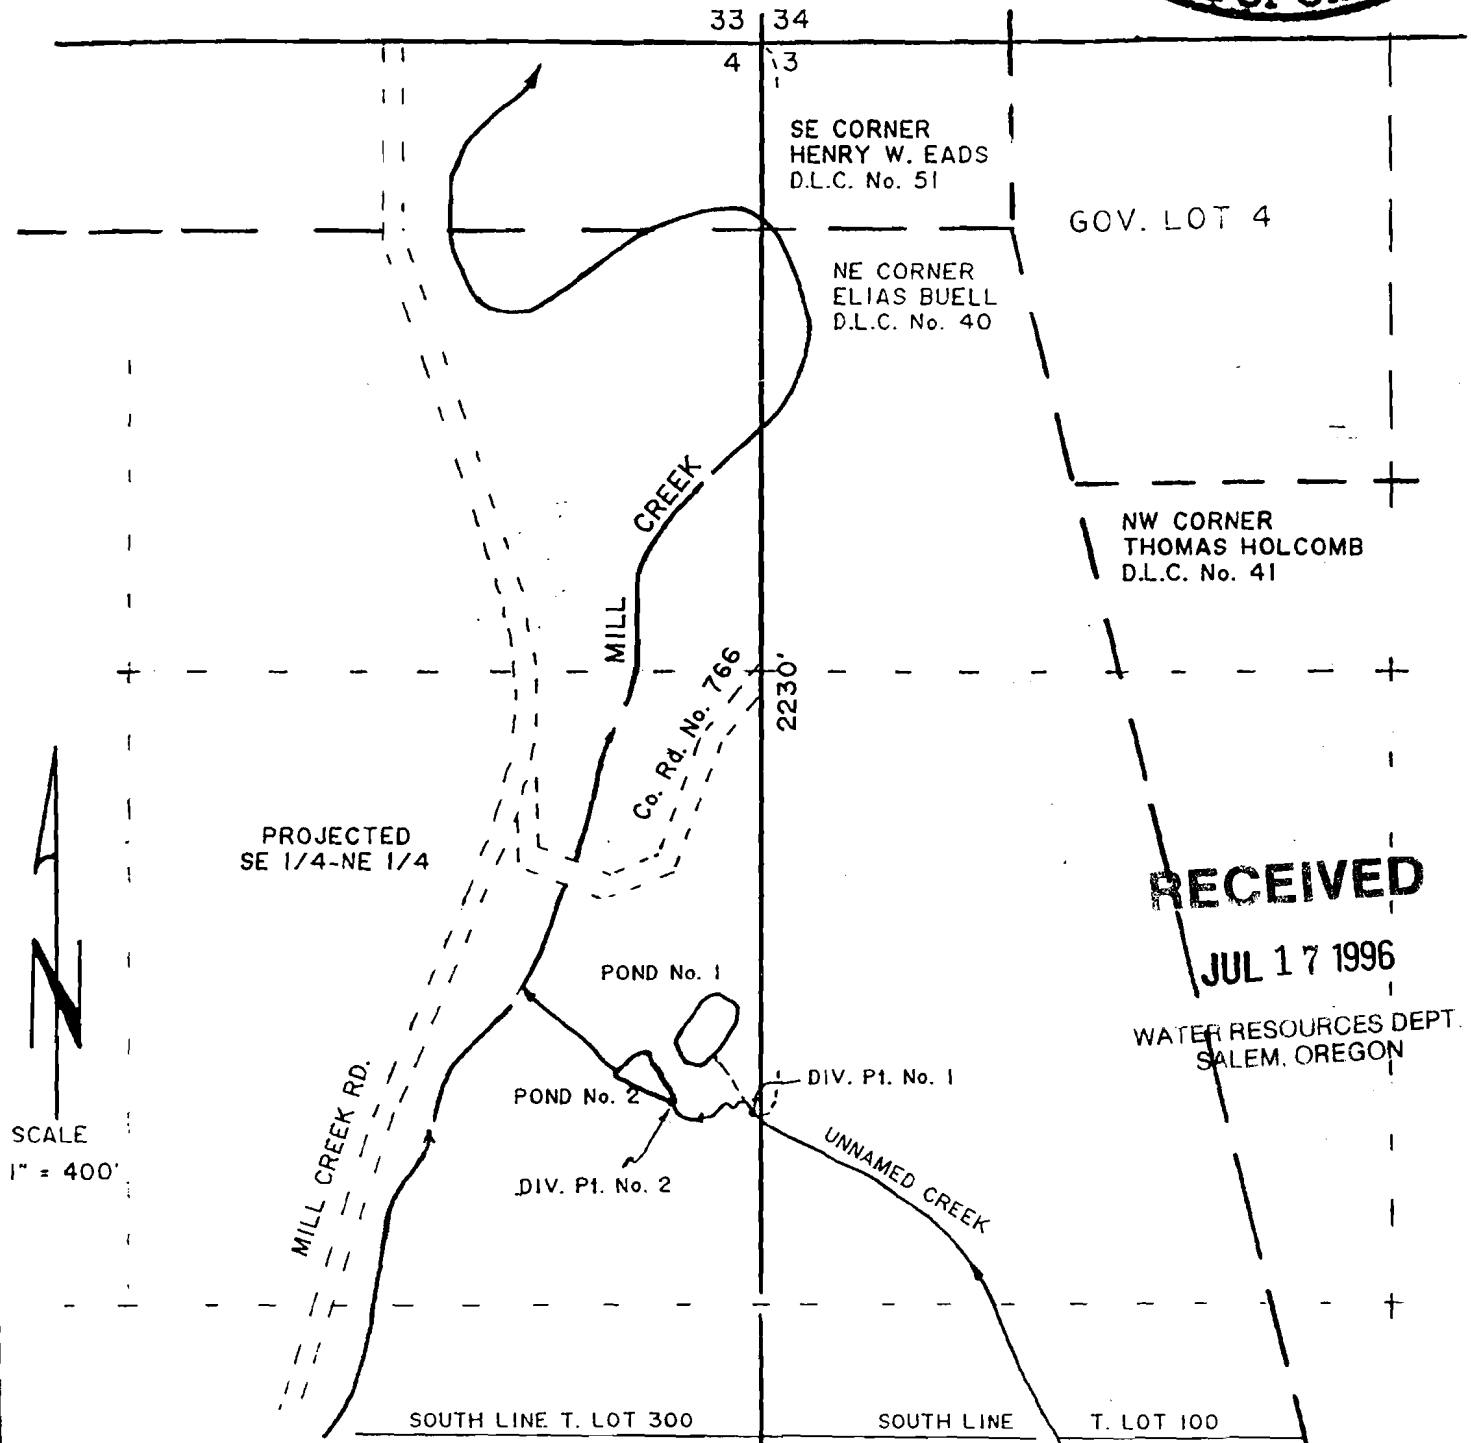 33 34
4 3
SE CORNER
HENRY W. EADS
D.L.C. No. 51
GOV. LOT 4
NE CORNER
ELIAS BUELL
D.L.C. No. 40
CREEK
NW CORNER
THOMAS HOLCOMB
D.L.C. No. 41
MILL
Co. Rd. No. 766
2230'
PROJECTED
SE 1/4-NE 1/4
RECEIVED
JUL 17 1996
WATER RESOURCES DEPT.
SALEM, OREGON
N
POND No. 1
DIV. Pt. No. 1
POND No. 2
MILL CREEK RD.
SCALE
1" = 400'
UNNAMED CREEK
DIV. Pt. No. 2
SOUTH LINE T. LOT 300
SOUTH LINE T. LOT 100